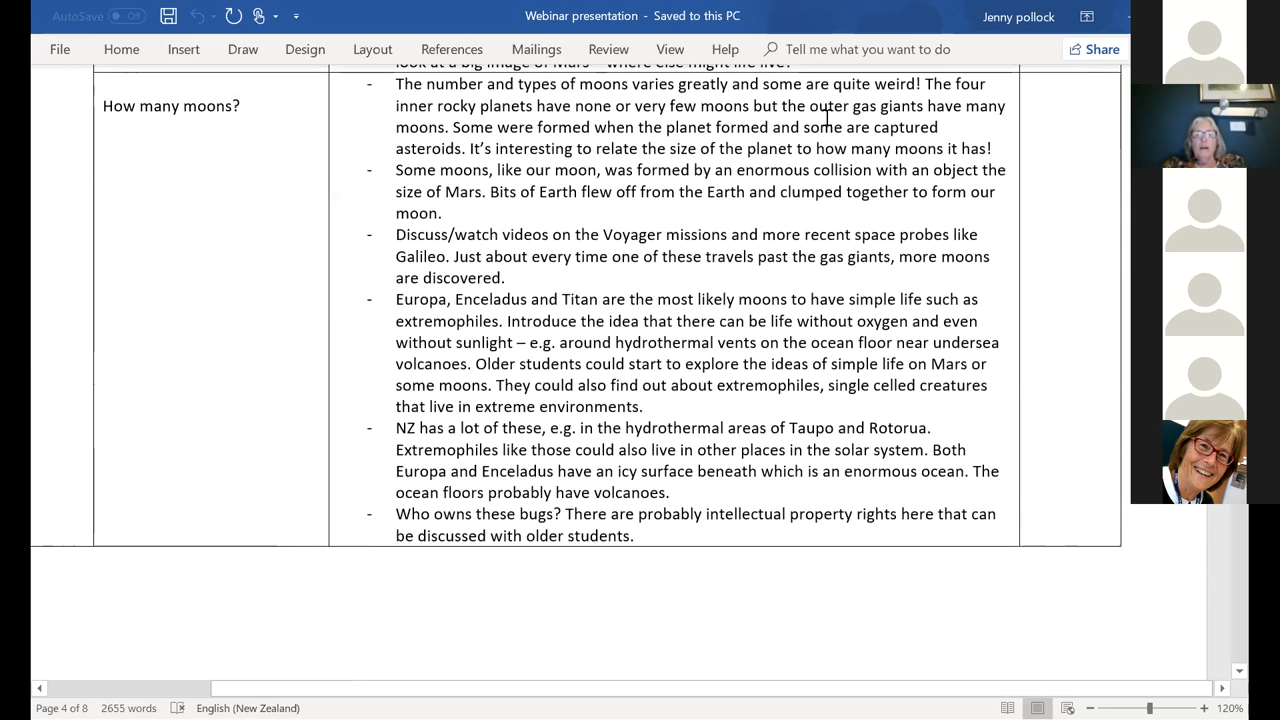 AutoSave Off
Webinar presentation - Saved to this PC
Jenny pollock
File Home Insert Draw Design Layout References Mailings Review View Help Tell me what you want to do Share
look at a big image of Mars – where else might life live?
How many moons?
- The number and types of moons varies greatly and some are quite weird! The four
inner rocky planets have none or very few moons but the outer gas giants have many
moons. Some were formed when the planet formed and some are captured
asteroids. It's interesting to relate the size of the planet to how many moons it has!
- Some moons, like our moon, was formed by an enormous collision with an object the
size of Mars. Bits of Earth flew off from the Earth and clumped together to form our
moon.
- Discuss/watch videos on the Voyager missions and more recent space probes like
Galileo. Just about every time one of these travels past the gas giants, more moons
are discovered.
- Europa, Enceladus and Titan are the most likely moons to have simple life such as
extremophiles. Introduce the idea that there can be life without oxygen and even
without sunlight – e.g. around hydrothermal vents on the ocean floor near undersea
volcanoes. Older students could start to explore the ideas of simple life on Mars or
some moons. They could also find out about extremophiles, single celled creatures
that live in extreme environments.
- NZ has a lot of these, e.g. in the hydrothermal areas of Taupo and Rotorua.
Extremophiles like those could also live in other places in the solar system. Both
Europa and Enceladus have an icy surface beneath which is an enormous ocean. The
ocean floors probably have volcanoes.
- Who owns these bugs? There are probably intellectual property rights here that can
be discussed with older students.
Page 4 of 8 2655 words English (New Zealand) 120%